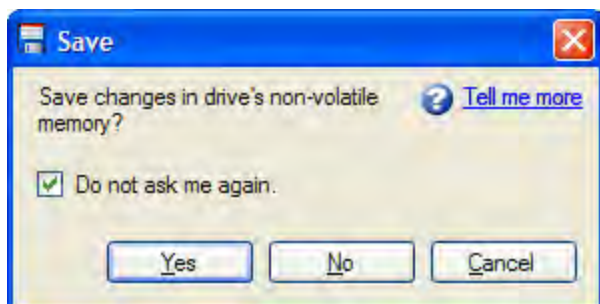 Save
Save changes in drive's non-volatile
memory?
Tell me more
Do not ask me again.
Yes
No
Cancel